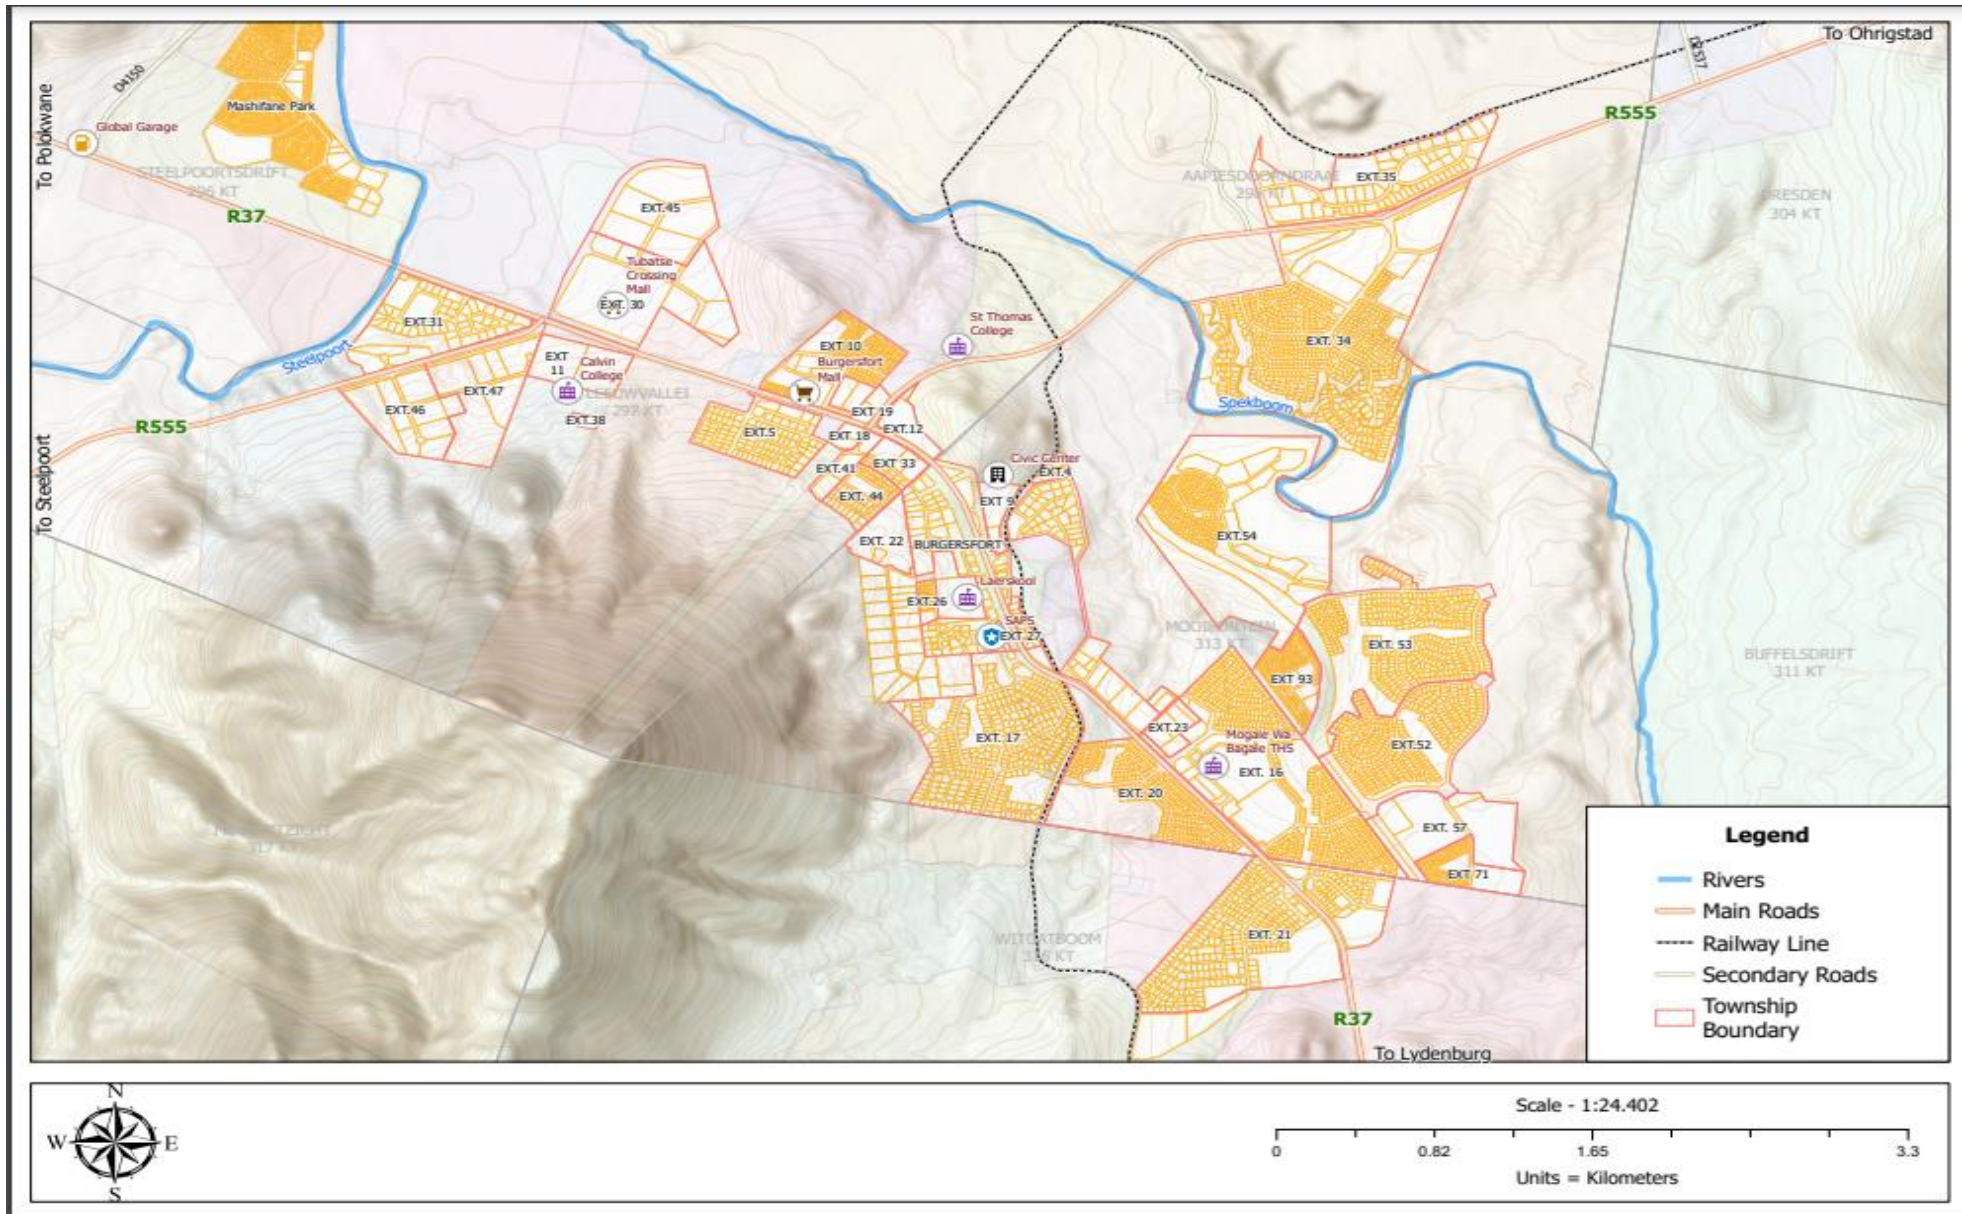 To Ohrigstad
D2537
D4150
Mashifane Park
R555
Global Garage
To Polokwane
STEELPOORTSDRIFT
296 KT
EXT.35
DRESDEN
304 KT
R37
EXT.45
Tubatse
Crossing
Mall
EXT. 30
EXT.31
St Thomas
College
EXT. 34
EXT 10
Burgersfort
Mall
Steelpoort
EXT
11
Calvin
College
EXT.47
LEEUWVALLEI
297 KT
EXT.46
EXT.38
Spekboom
EXT 19
EXT.12
R555
EXT.5
EXT. 18
To Steelpoort
EXT.41
EXT 33
Civic Center
EXT.4
EXT. 44
EXT 9
EXT.54
EXT. 22
BURGERSFORT
Laerskool
EXT.26
SAPS
EXT 27
MOOIFONTEIN
313 KT
EXT. 53
BUFFELSDRIFT
311 KT
EXT 93
EXT.23
EXT. 17
Mogale Wa
Bagale THS
EXT. 16
EXT.52
EXT. 20
EXT. 57
EXT 71
EXT. 21
WITGATBOOM
316 KT
R37
To Lydenburg
Legend
Rivers
Main Roads
Railway Line
Secondary Roads
Township
Boundary
N
W
E
S
Scale - 1:24.402
0
0.82
1.65
3.3
Units = Kilometers